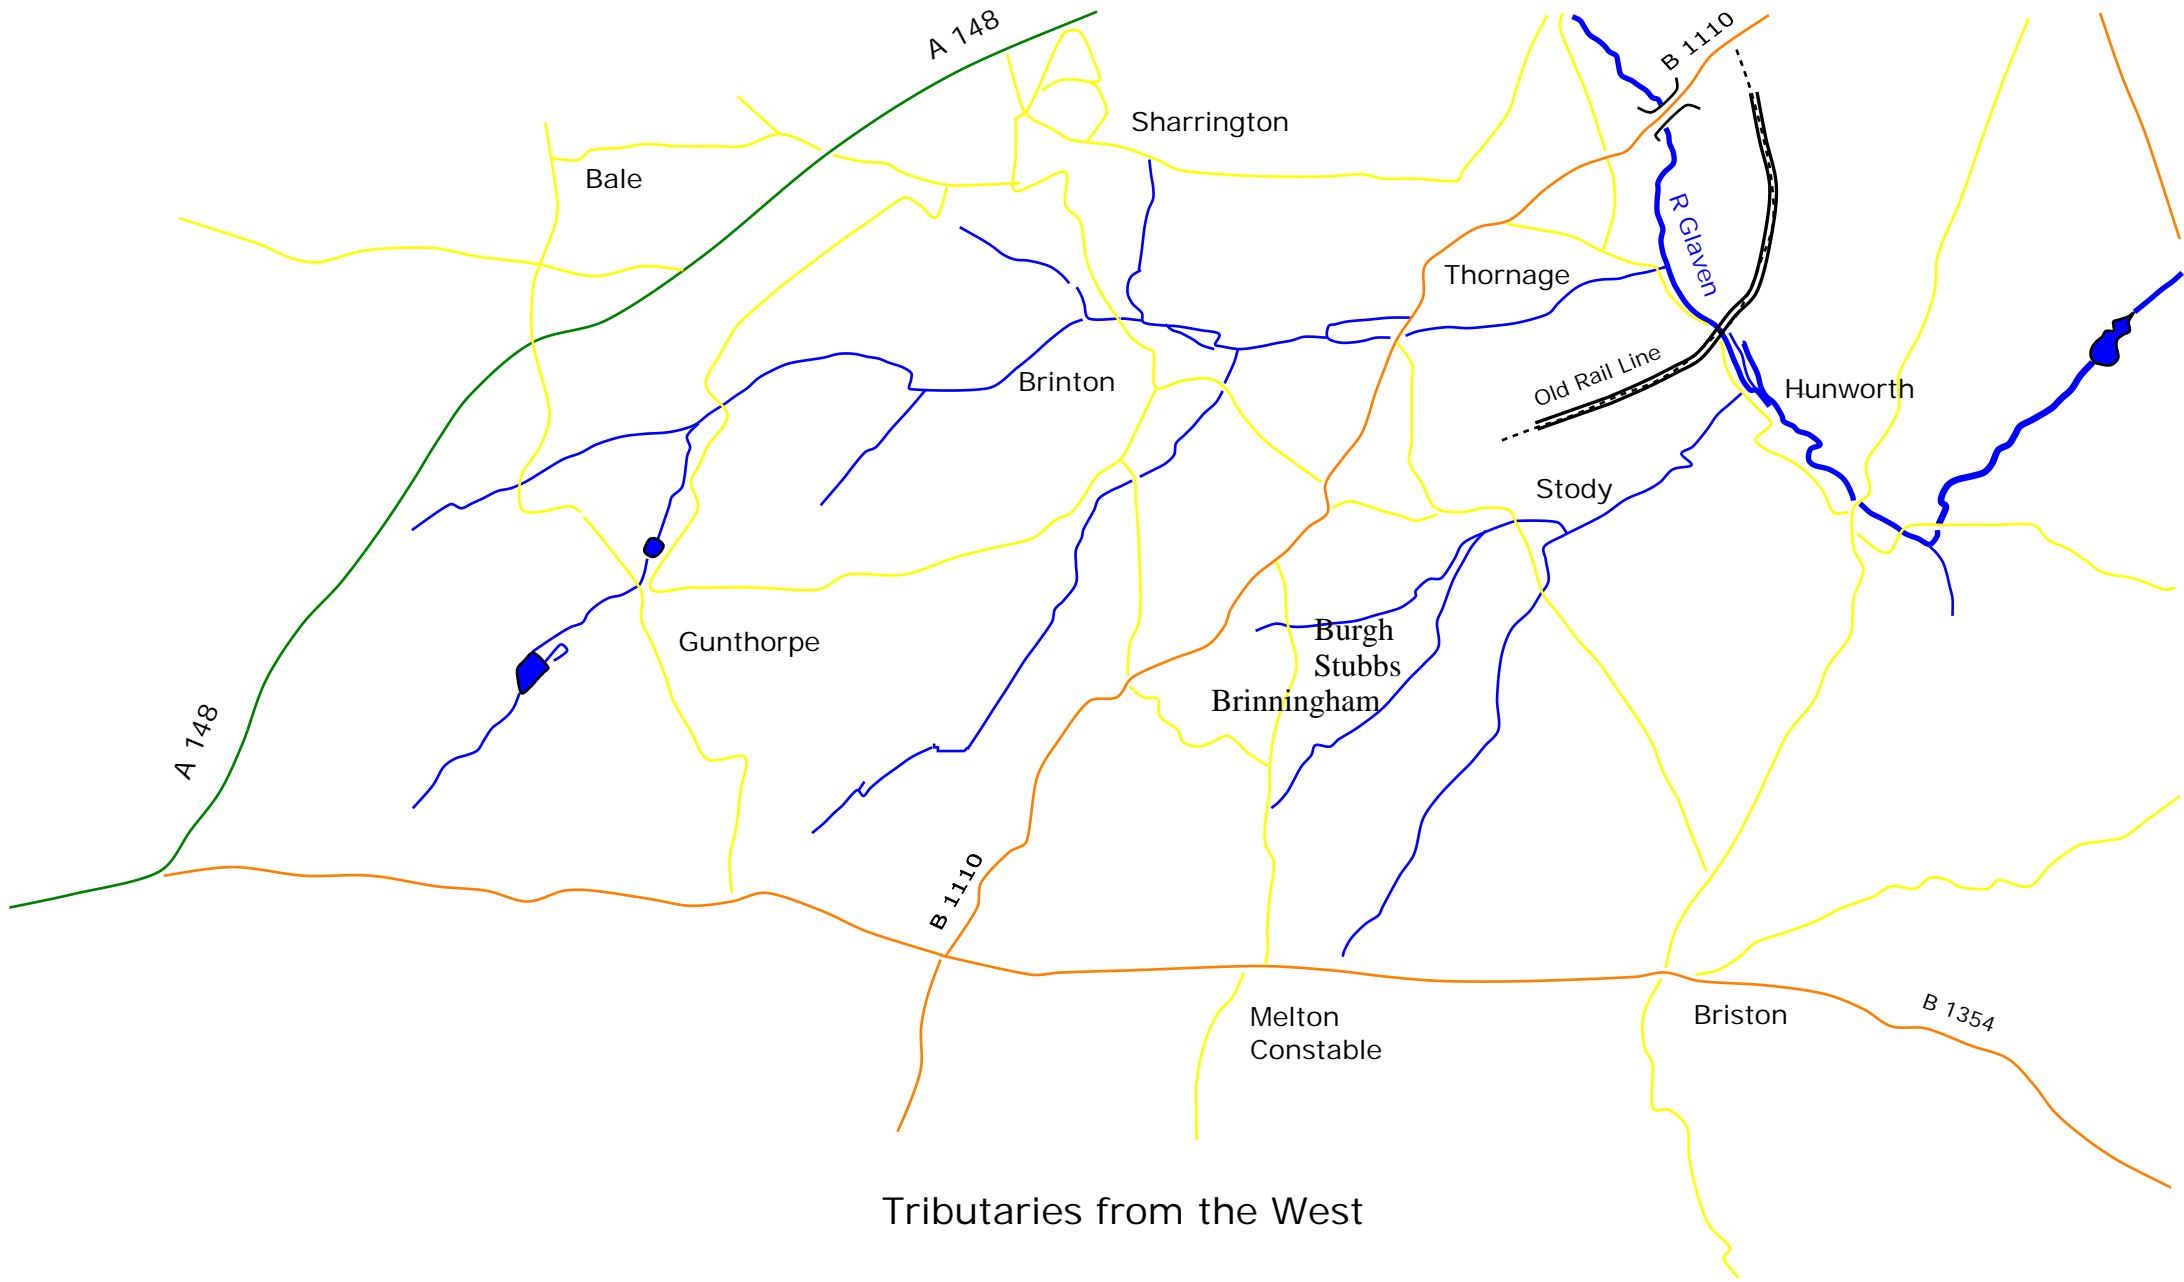 A 148
B 1110
Sharrington
Bale
R Glaven
Thornage
Old Rail Line
Brinton
Hunworth
Stody
Gunthorpe
Burgh
Stubbs
Brinningham
A 148
B 1110
Melton
Constable
Briston
B 1354
Tributaries from the West